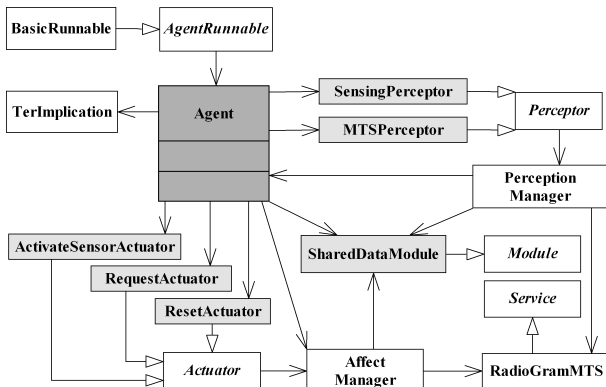 BasicRunnable
AgentRunnable
TerImplication
Agent
SensingPerceptor
MTSPerceptor
Perceptor
Perception
Manager
ActivateSensorActuator
RequestActuator
ResetActuator
SharedDataModule
Module
Service
Actuator
Affect
Manager
RadioGramMTS